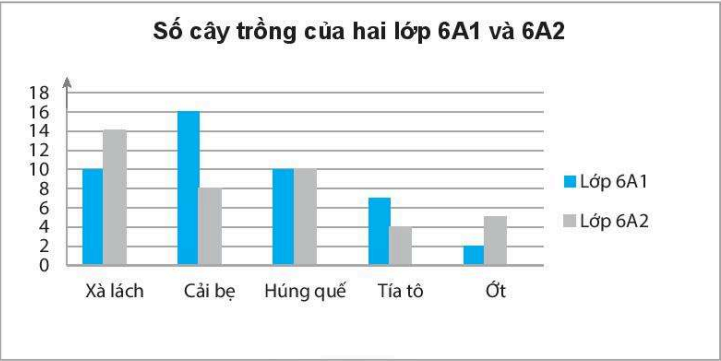 Số cây trồng của hai lớp 6A1 và 6A2
18
16
14
12
10
8
6
4
2
0
Xà lách Cải bẹ Húng quế Tía tô Ớt
Lớp 6A1
Lớp 6A2